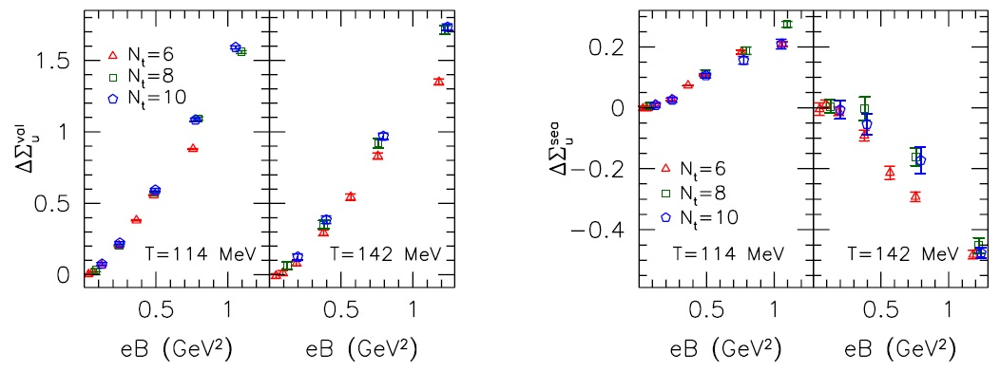 1.5
1
0.5
0
ΔΣ_u^val
N_t=6
N_t=8
N_t=10
T=114 MeV
T=142 MeV
0.5 1 0.5 1
eB (GeV²) eB (GeV²)
0.2
0
−0.2
−0.4
ΔΣ_u^sea
N_t=6
N_t=8
N_t=10
T=114 MeV
T=142 MeV
0.5 1 0.5 1
eB (GeV²) eB (GeV²)